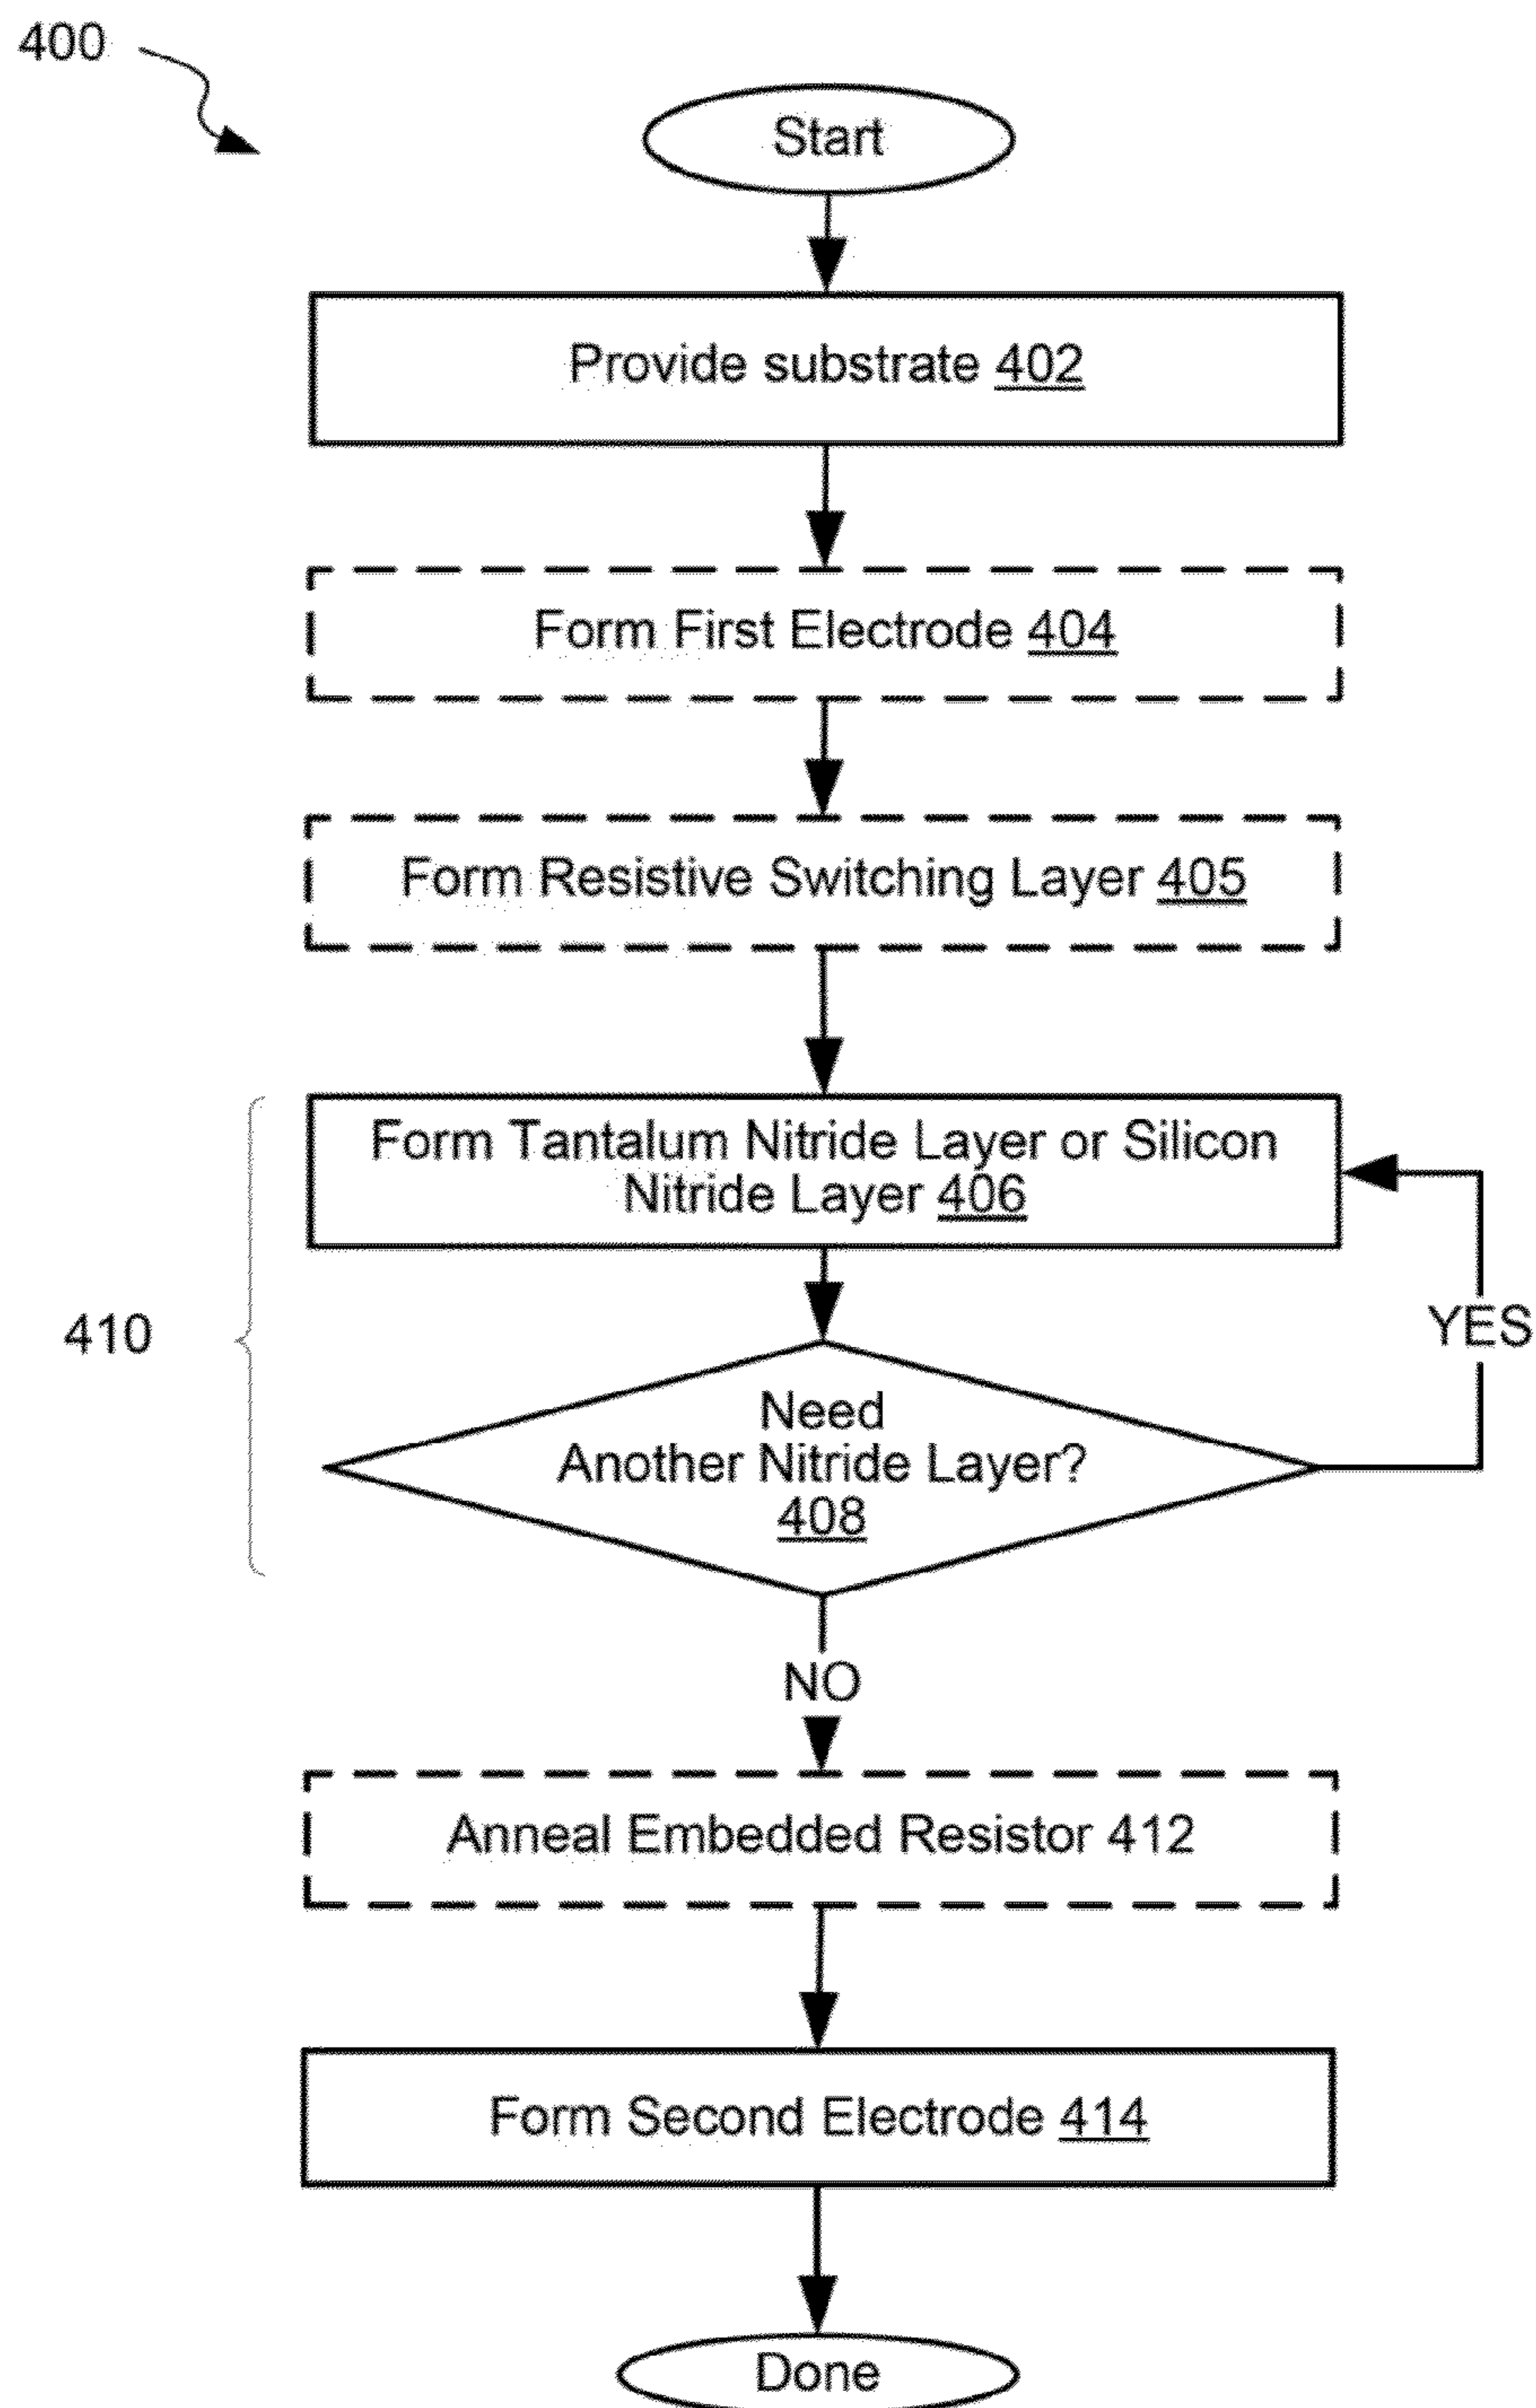 400
Start
Provide substrate 402
Form First Electrode 404
Form Resistive Switching Layer 405
Form Tantalum Nitride Layer or Silicon
Nitride Layer 406
410
YES
Need
Another Nitride Layer?
408
NO
Anneal Embedded Resistor 412
Form Second Electrode 414
Done